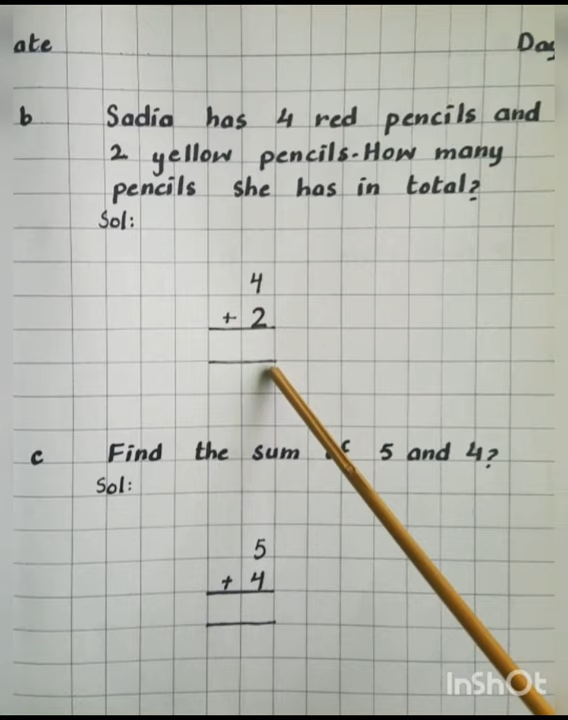 ate Day
b Sadia has 4 red pencils and
2 yellow pencils-How many
pencils she has in total?
Sol:
4
+ 2
c Find the sum 5 and 4?
Sol:
5
+ 4
InShOt